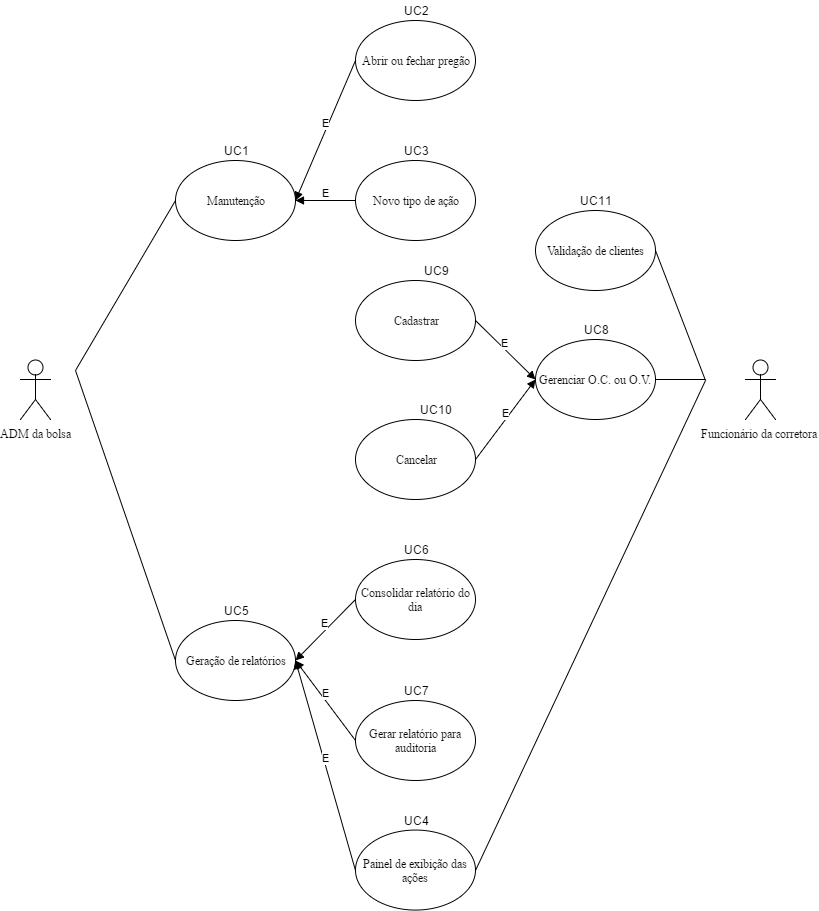 UC2
Abrir ou fechar pregão
E
UC1
Manutenção
UC3
E
Novo tipo de ação
UC11
Validação de clientes
UC9
Cadastrar
E
UC8
Gerenciar O.C. ou O.V.
UC10
E
Cancelar
ADM da bolsa
Funcionário da corretora
UC6
Consolidar relatório do
dia
E
UC5
Geração de relatórios
UC7
E
Gerar relatório para
auditoria
E
UC4
Painel de exibição das
ações